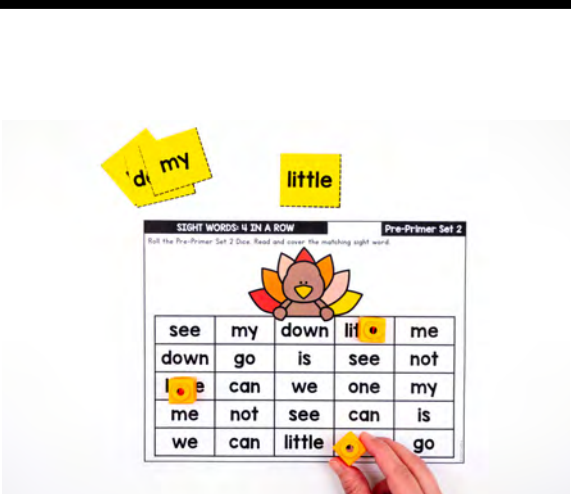 my
little
SIGHT WORDS: 4 IN A ROW Pre-Primer Set 2
Roll the Pre-Primer Set 2 Dice. Read and cover the matching sight word.
see my down me
down go is see not
can we one my
me not see can is
we can little go